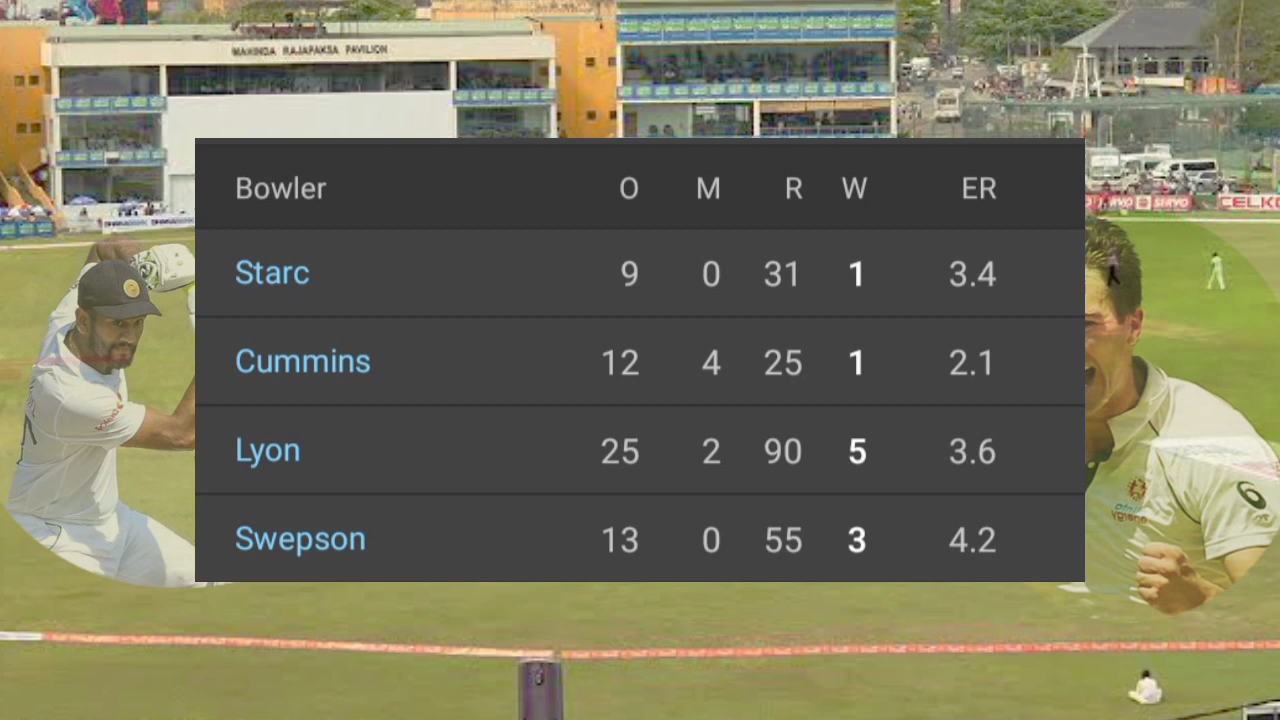 MAHINDA RAJAPAKSA PAVILION
SERVO
Bowler O M R W ER
Starc 9 0 31 1 3.4
Cummins 12 4 25 1 2.1
Lyon 25 2 90 5 3.6
Swepson 13 0 55 3 4.2